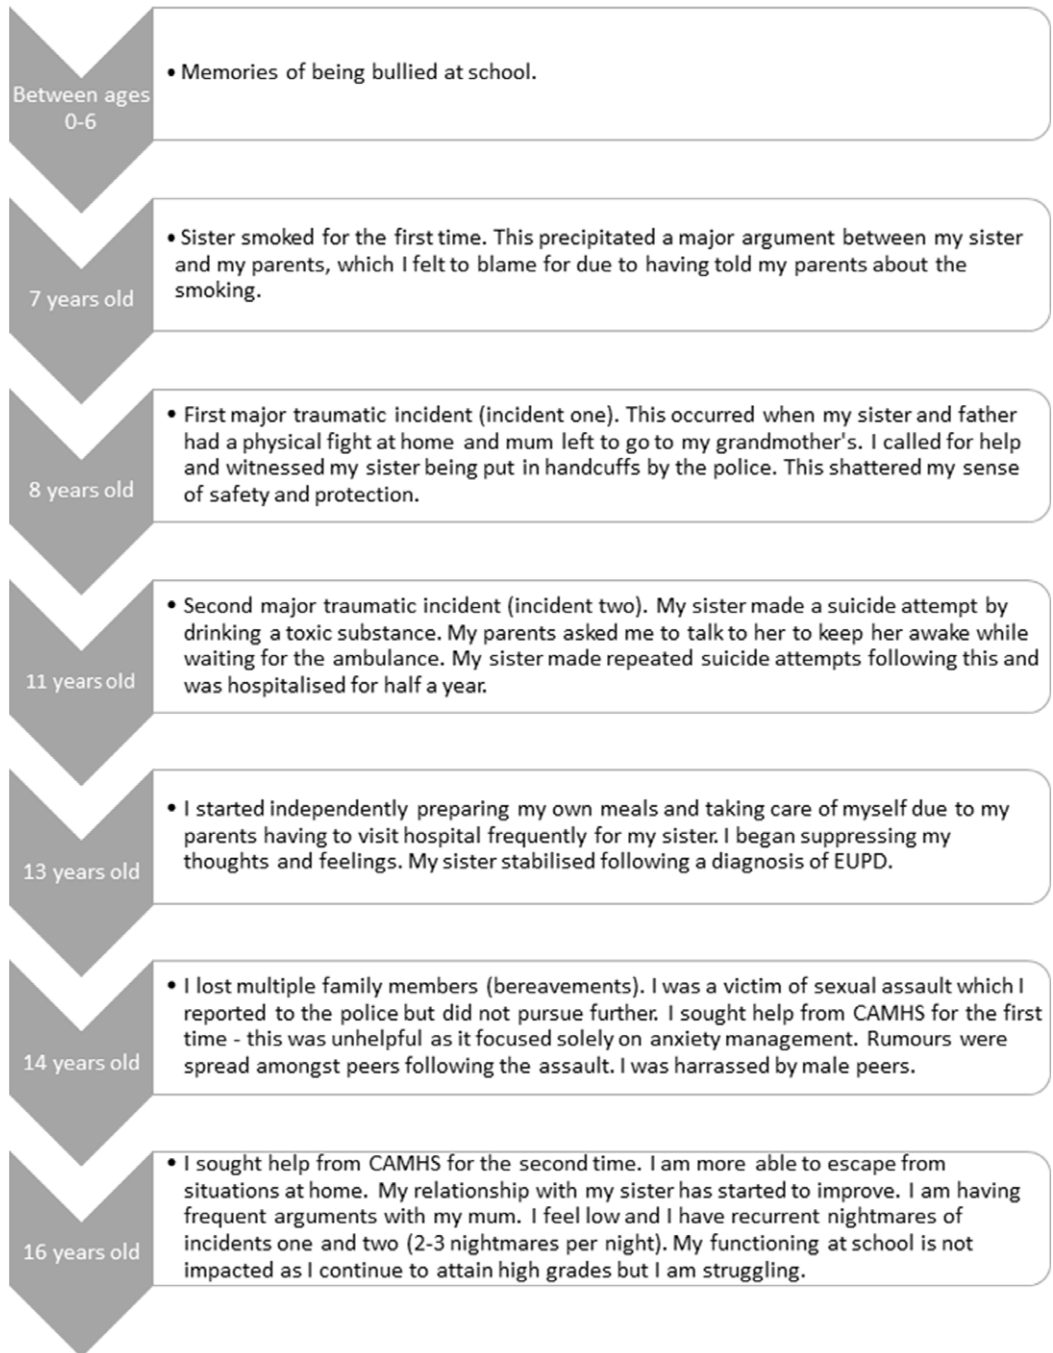 Between ages
0-6
• Memories of being bullied at school.
7 years old
• Sister smoked for the first time. This precipitated a major argument between my sister
and my parents, which I felt to blame for due to having told my parents about the
smoking.
8 years old
• First major traumatic incident (incident one). This occurred when my sister and father
had a physical fight at home and mum left to go to my grandmother's. I called for help
and witnessed my sister being put in handcuffs by the police. This shattered my sense
of safety and protection.
11 years old
• Second major traumatic incident (incident two). My sister made a suicide attempt by
drinking a toxic substance. My parents asked me to talk to her to keep her awake while
waiting for the ambulance. My sister made repeated suicide attempts following this and
was hospitalised for half a year.
13 years old
• I started independently preparing my own meals and taking care of myself due to my
parents having to visit hospital frequently for my sister. I began suppressing my
thoughts and feelings. My sister stabilised following a diagnosis of EUPD.
14 years old
• I lost multiple family members (bereavements). I was a victim of sexual assault which I
reported to the police but did not pursue further. I sought help from CAMHS for the first
time - this was unhelpful as it focused solely on anxiety management. Rumours were
spread amongst peers following the assault. I was harrassed by male peers.
16 years old
• I sought help from CAMHS for the second time. I am more able to escape from
situations at home. My relationship with my sister has started to improve. I am having
frequent arguments with my mum. I feel low and I have recurrent nightmares of
incidents one and two (2-3 nightmares per night). My functioning at school is not
impacted as I continue to attain high grades but I am struggling.